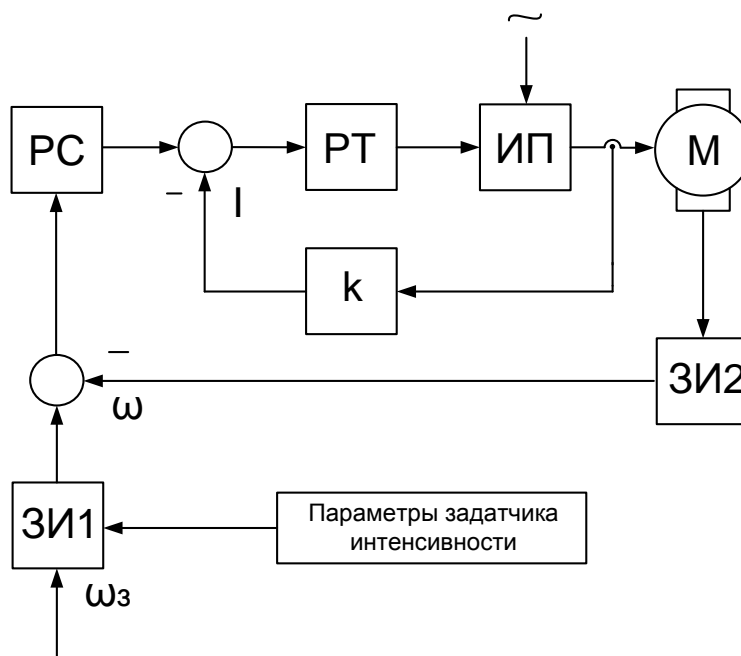 ~
РС
РТ
ИП
М
–
I
k
–
ω
ЗИ2
ЗИ1
Параметры задатчика
интенсивности
ωз